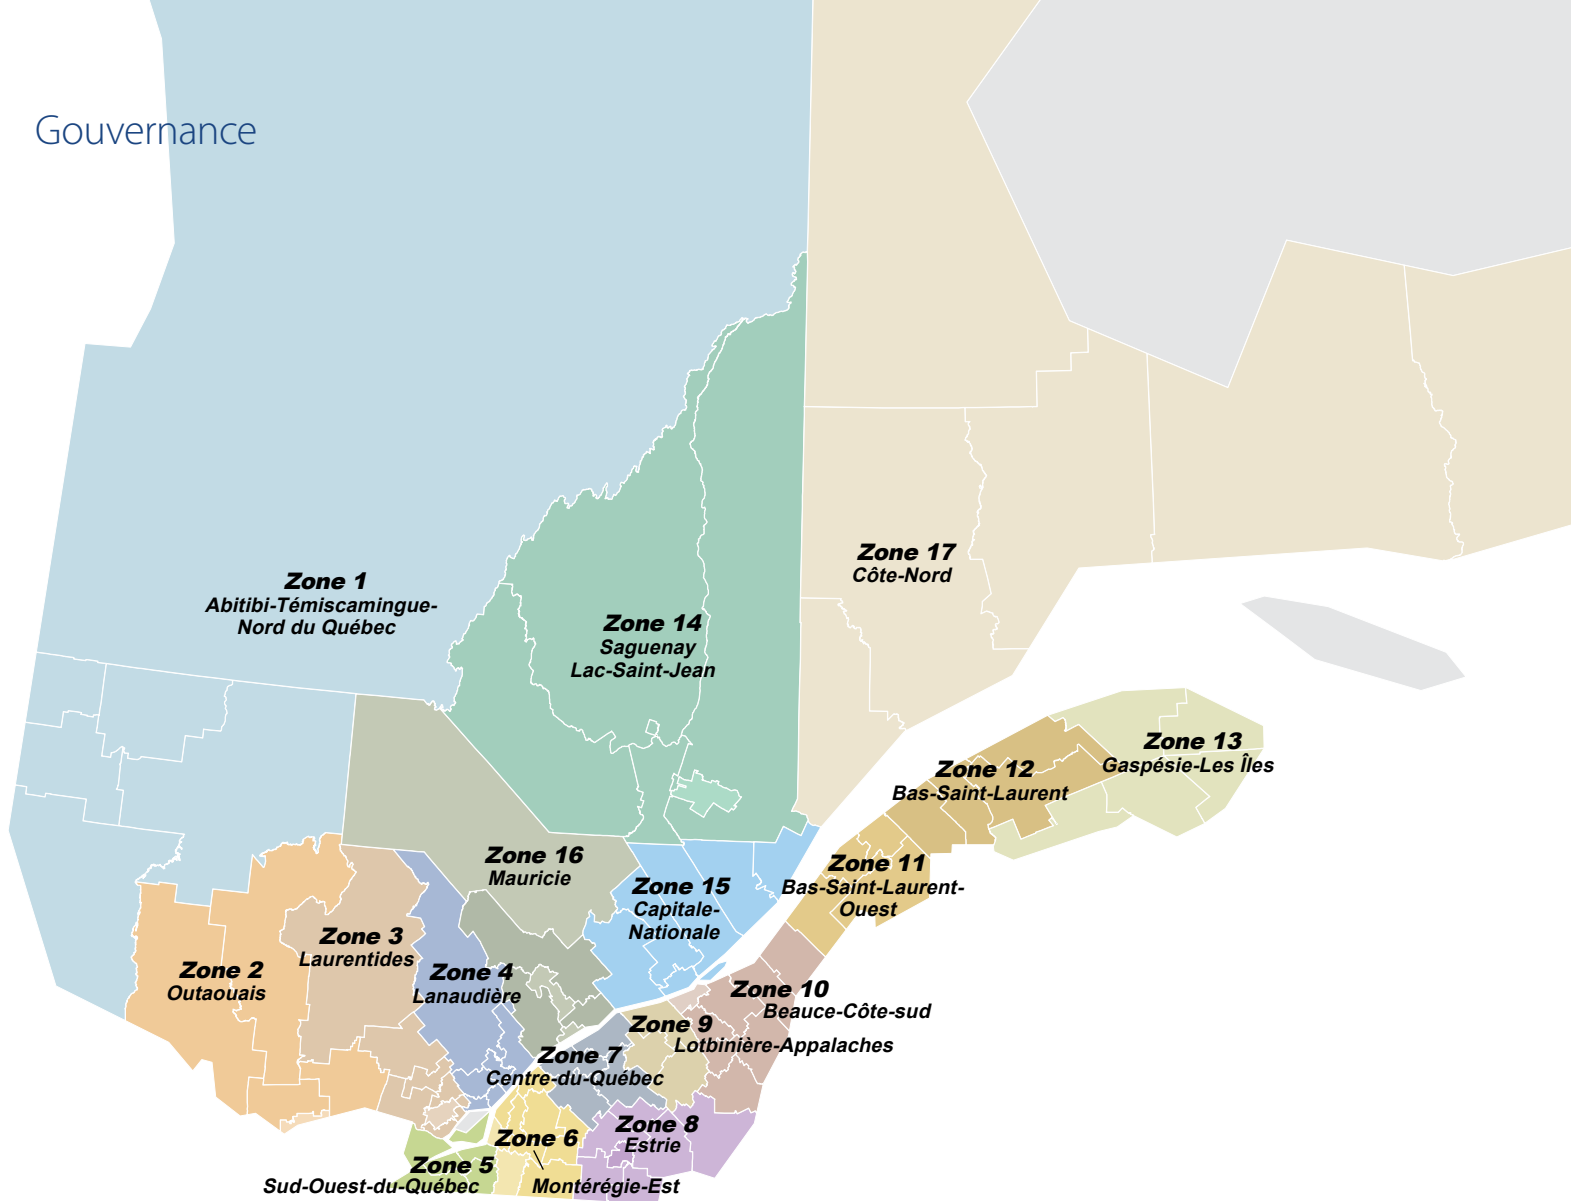 Gouvernance
Zone 1
Abitibi-Témiscamingue-
Nord du Québec
Zone 14
Saguenay
Lac-Saint-Jean
Zone 17
Côte-Nord
Zone 13
Gaspésie-Les Îles
Zone 12
Bas-Saint-Laurent
Zone 11
Bas-Saint-Laurent-
Ouest
Zone 16
Mauricie
Zone 15
Capitale-
Nationale
Zone 3
Laurentides
Zone 2
Outaouais
Zone 4
Lanaudière
Zone 10
Beauce-Côte-sud
Zone 9
Lotbinière-Appalaches
Zone 7
Centre-du-Québec
Zone 8
Estrie
Zone 6
Montérégie-Est
Zone 5
Sud-Ouest-du-Québec